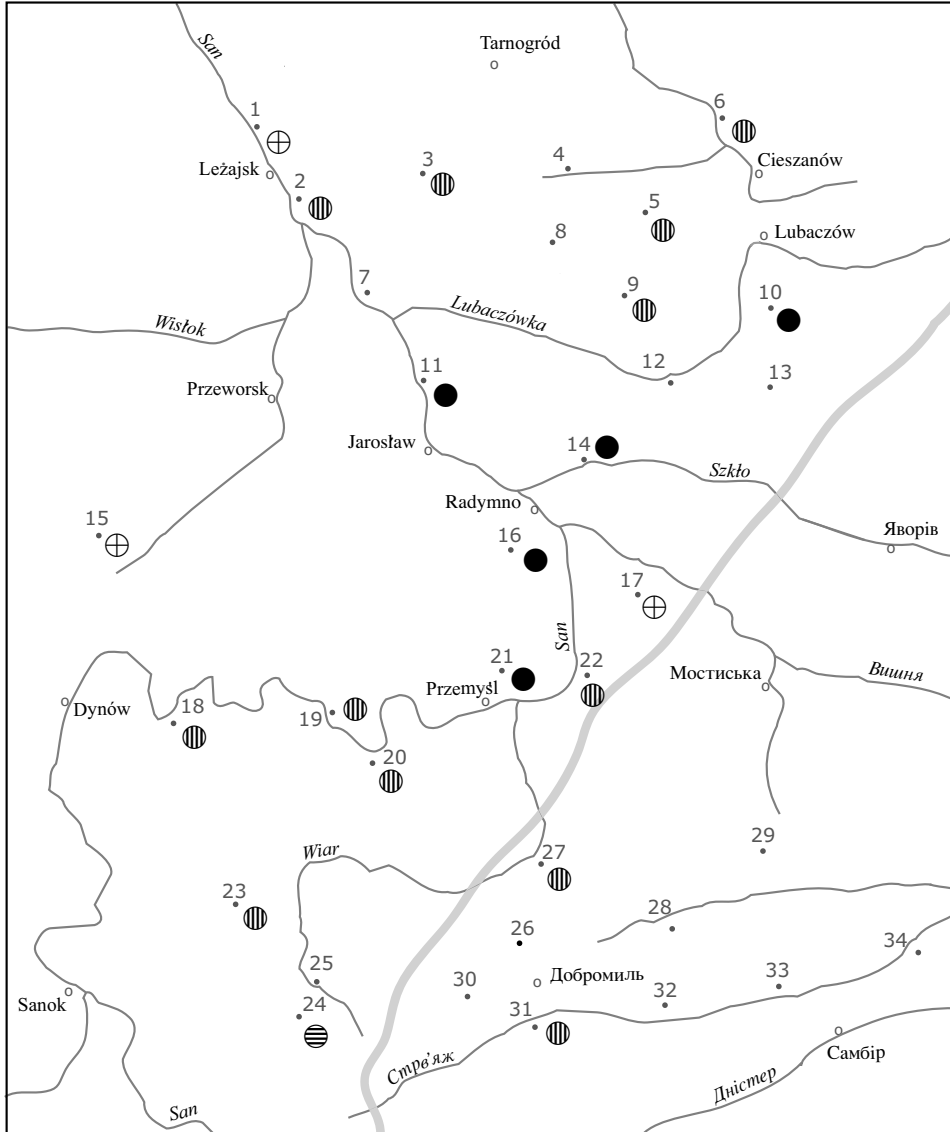 San
Tarnogród
1
6
3
4
Cieszanów
Leżajsk
2
5
8
Lubaczów
7
9
10
Wisłok
Lubaczówka
11
12
13
Przeworsk
Jarosław
14
Szkło
Radymno
15
16
Яворів
17
San
21
22
Przemyśl
Мостиська
Вишня
Dynów
18
19
20
Wiar
27
29
23
28
26
34
25
30
Добромиль
33
Sanok
24
31
32
Стрв'яж
Самбір
Дністер
San